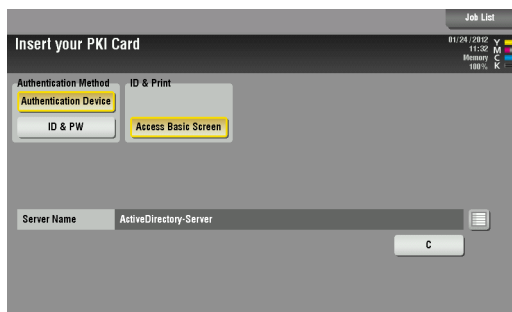 Job List
Insert your PKI Card
01/24/2012
11:32
Memory
100%
Y
M
C
K
Authentication Method
ID & Print
Authentication Device
ID & PW
Access Basic Screen
Server Name
ActiveDirectory-Server
C